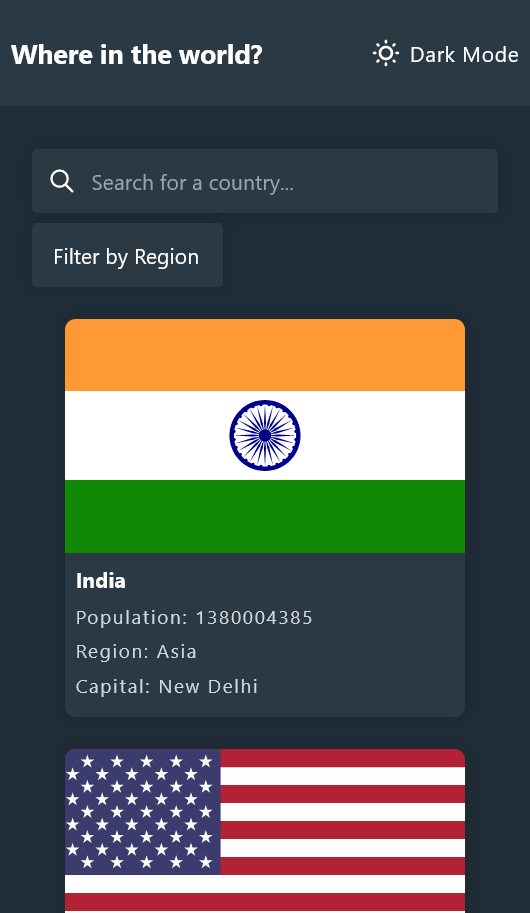 Where in the world?
Dark Mode
Search for a country...
Filter by Region
India
Population: 1380004385
Region: Asia
Capital: New Delhi